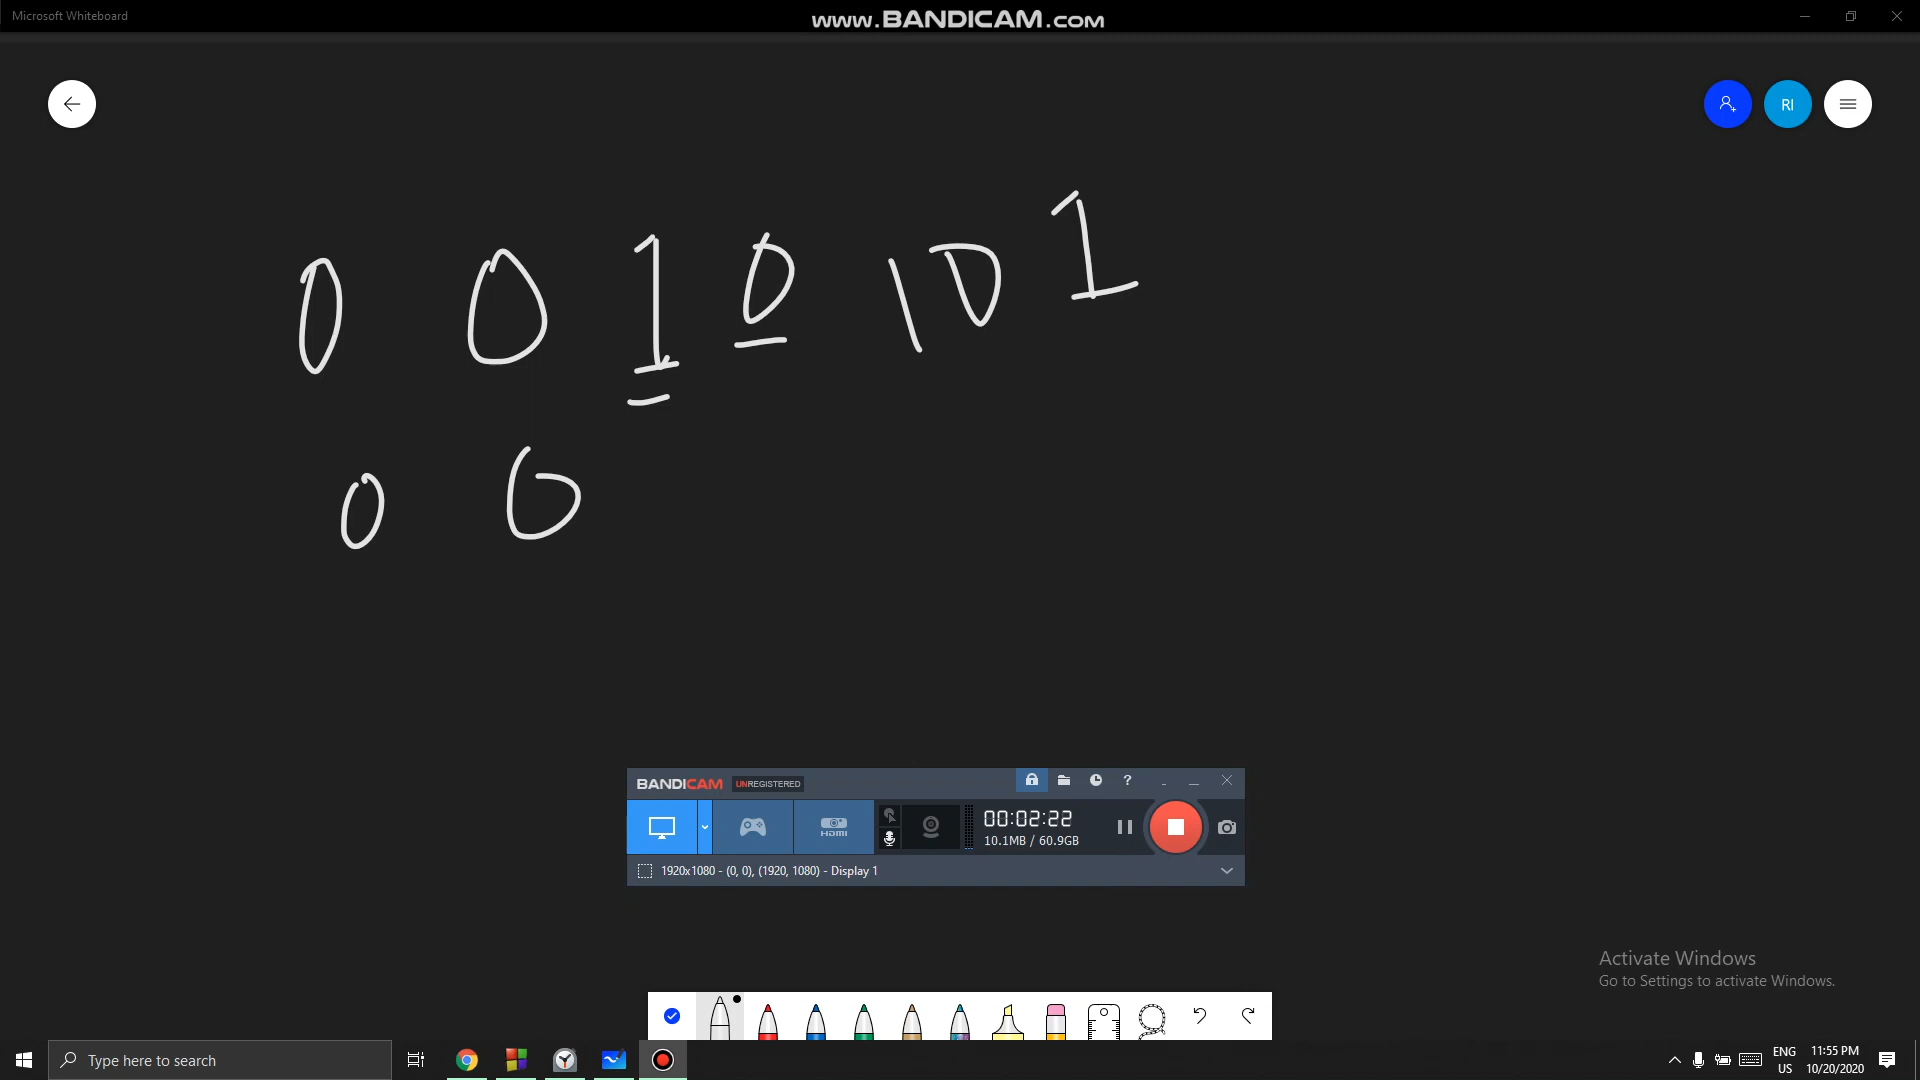 Microsoft Whiteboard
www.BANDICAM.com
RI
0 0 1 0 1 0 1
0 0
BANDICAM UNREGISTERED ?
HDMI
00:02:22
10.1MB / 60.9GB
1920x1080 - (0, 0), (1920, 1080) - Display 1
Activate Windows
Go to Settings to activate Windows.
Type here to search
ENG
US
11:55 PM
10/20/2020